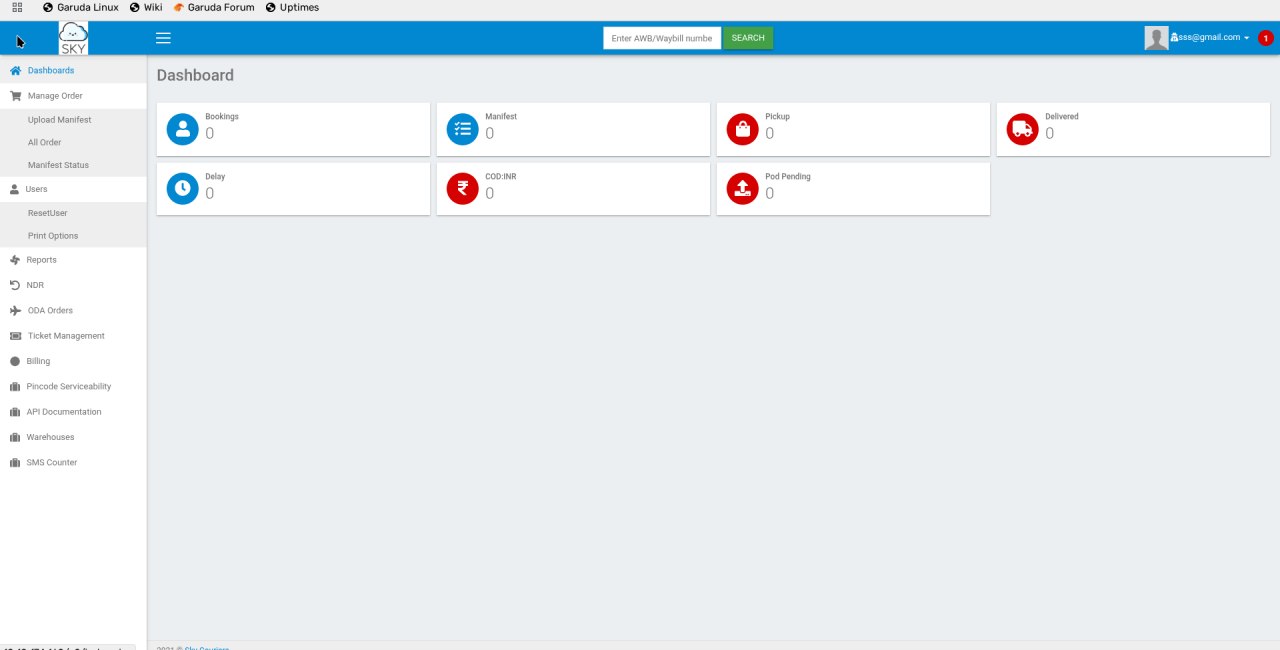 Garuda Linux Wiki Garuda Forum Uptimes
SKY
Enter AWB/Waybill numbe SEARCH
sss@gmail.com 1
Dashboards
Manage Order
Upload Manifest
All Order
Manifest Status
Users
ResetUser
Print Options
Reports
NDR
ODA Orders
Ticket Management
Billing
Pincode Serviceability
API Documentation
Warehouses
SMS Counter
Dashboard
Bookings
0
Manifest
0
Pickup
0
Delivered
0
Delay
0
COD:INR
0
Pod Pending
0
2021 © Sky Couriers